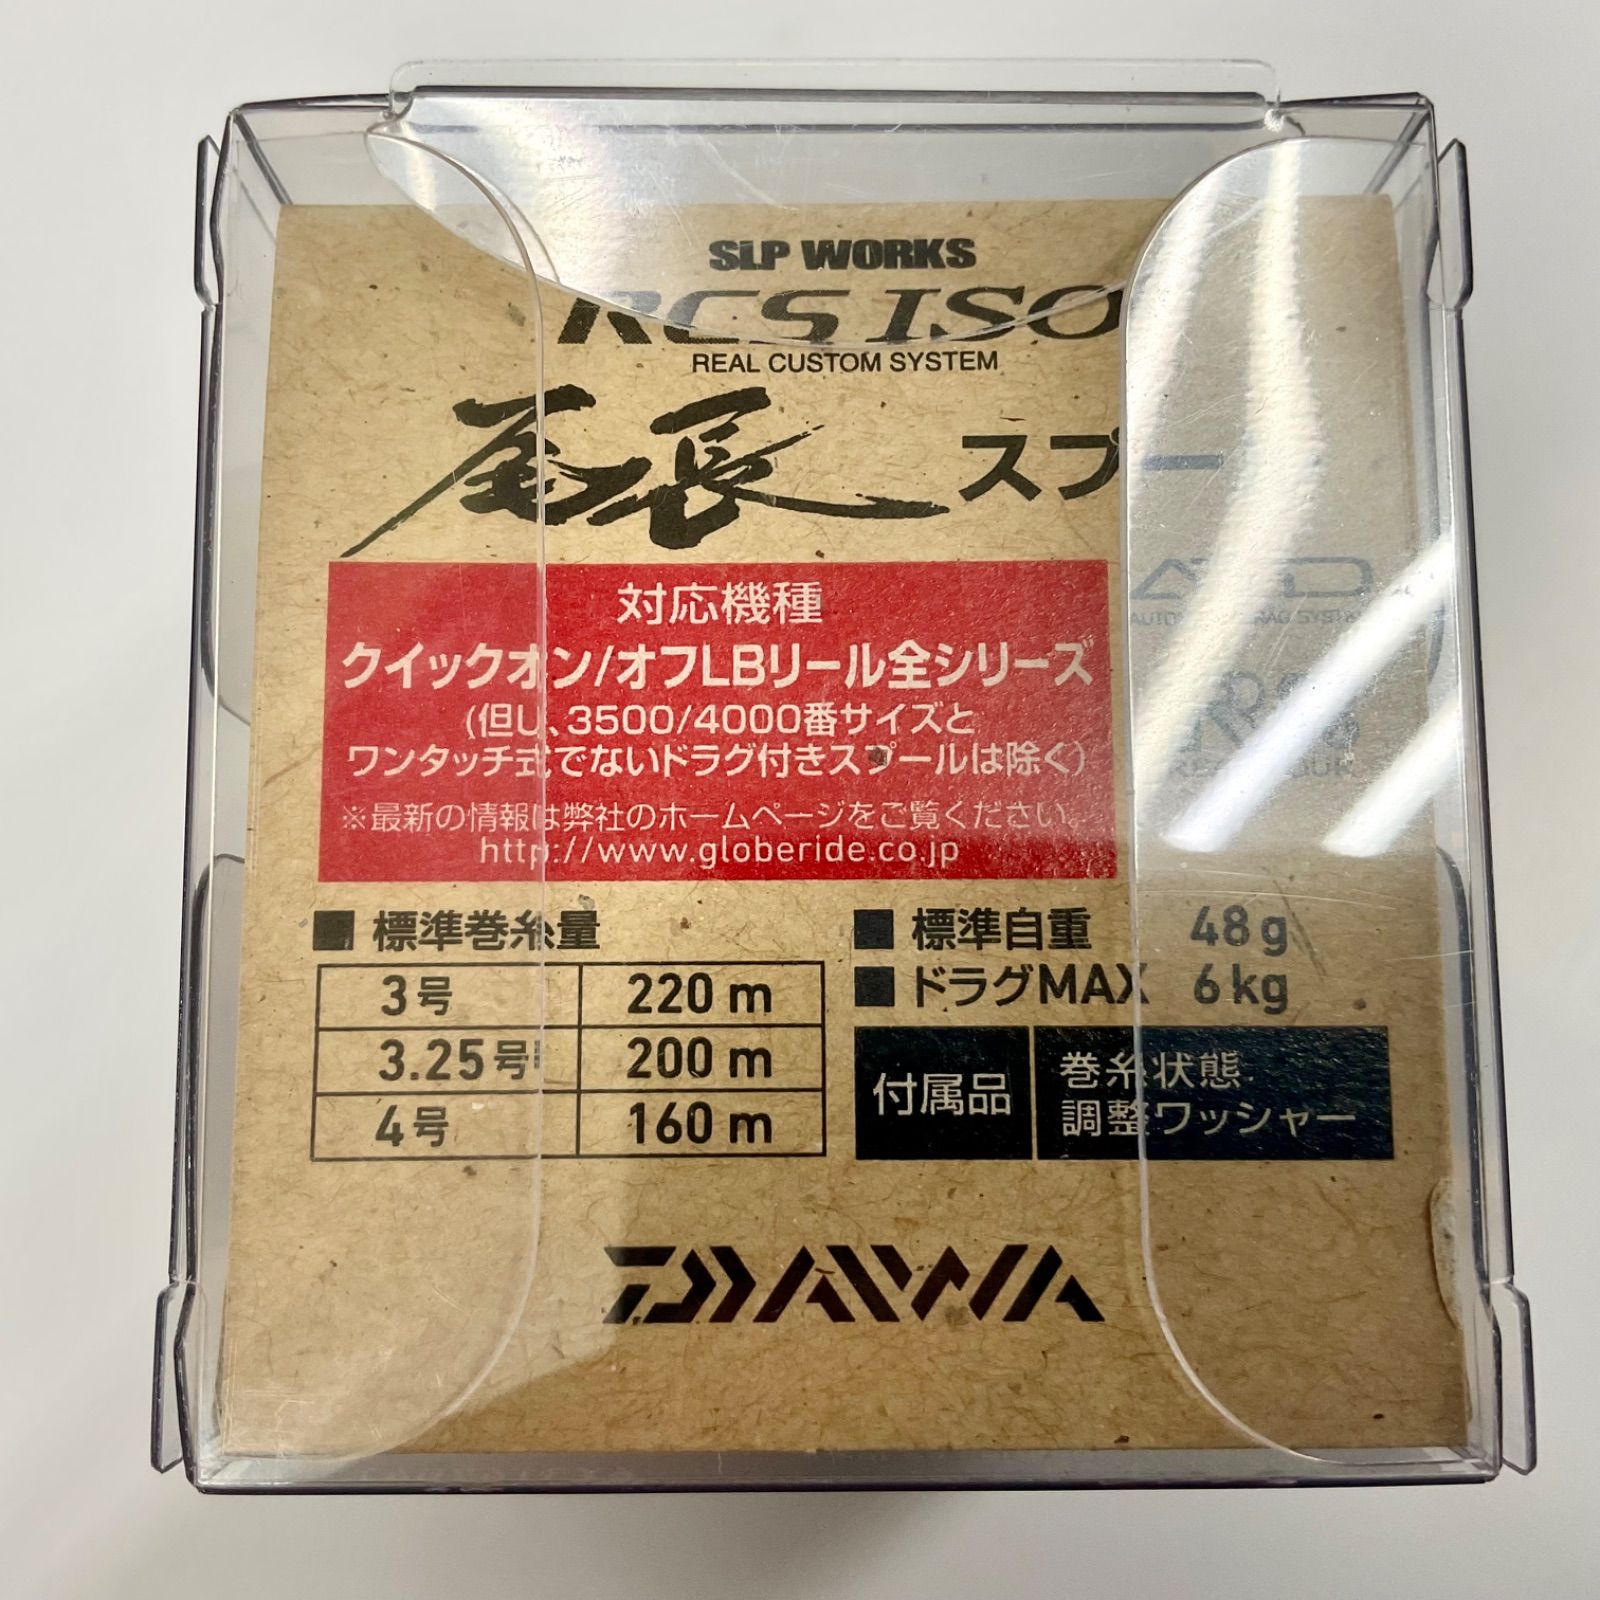 SLP WORKS
RCS ISO
REAL CUSTOM SYSTEM
尾長 スプー
対応機種
クイックオン/オフLBリール全シリーズ
(但し、3500/4000番サイズと
ワンタッチ式でないドラグ付きスプールは除く)
※最新の情報は弊社のホームページをご覧ください。
http://www.globeride.co.jp
■ 標準巻糸量
3号 220 m
3.25号 200 m
4号 160 m
■ 標準自重 48 g
■ ドラグMAX 6 kg
付属品
巻糸状態
調整ワッシャー
DAIWA